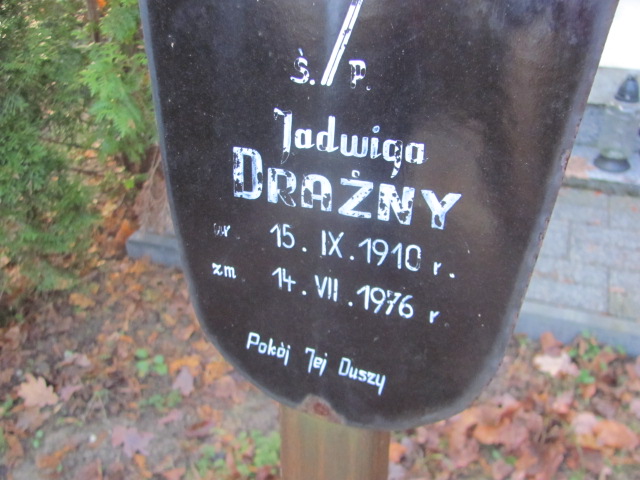 Ś. P.
Jadwiga
DRAŻNY
ur 15. IX. 1910 r.
zm 14. VII. 1976 r
Pokój Jej Duszy